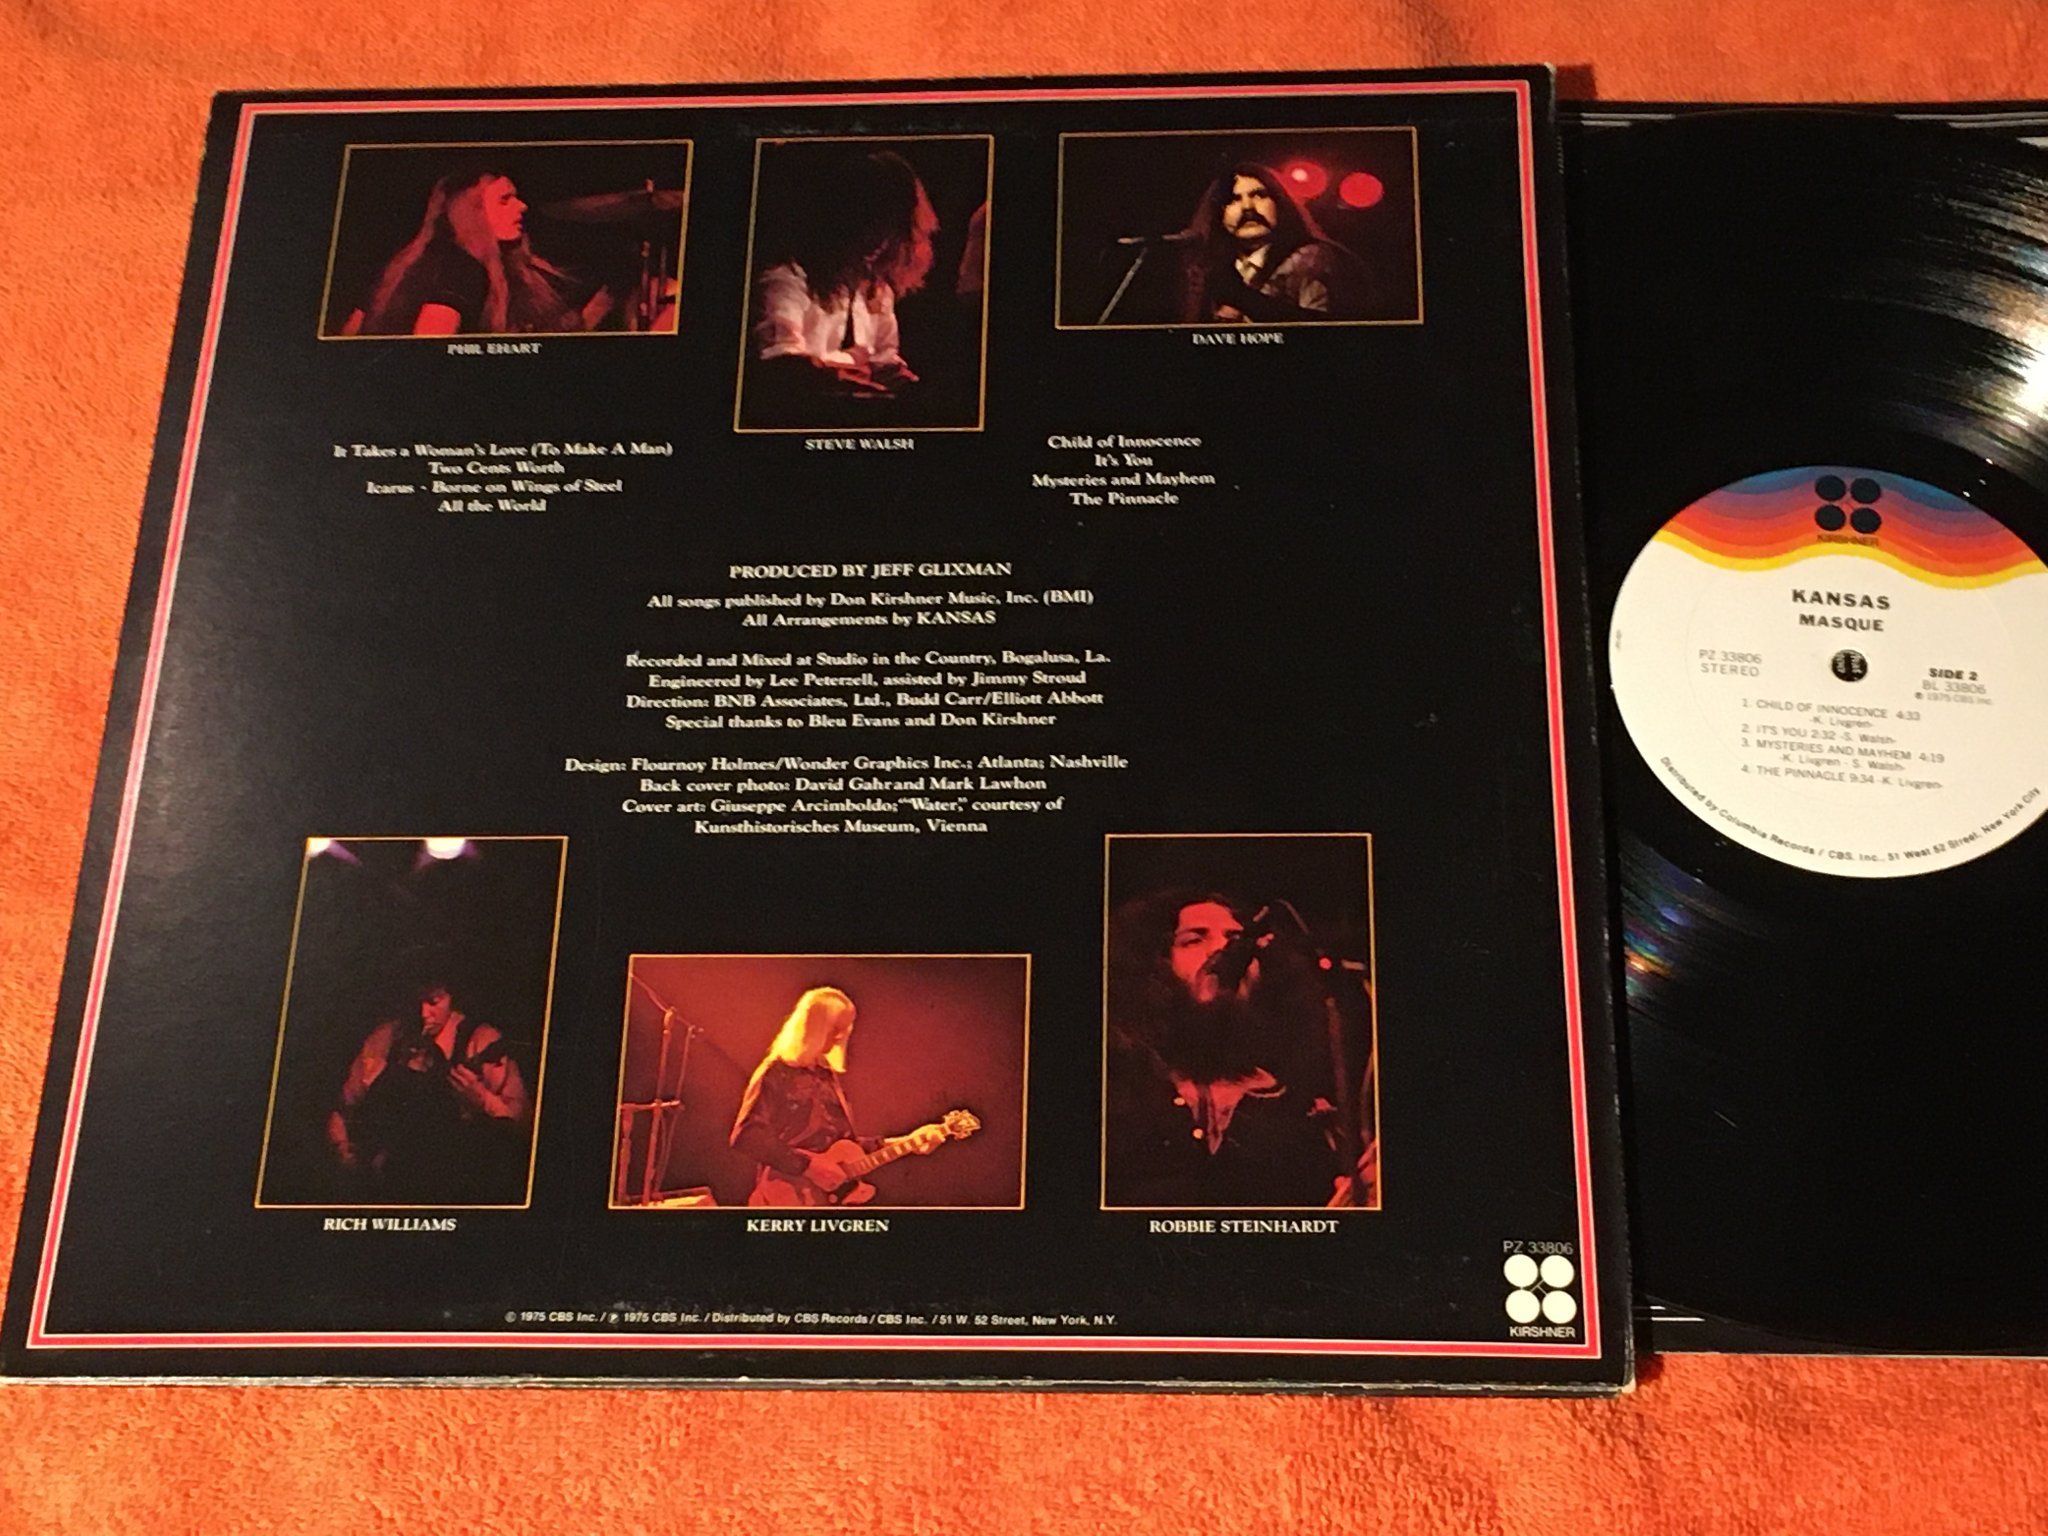 PHIL EHART
STEVE WALSH
DAVE HOPE
It Takes a Woman's Love (To Make A Man)
Two Cents Worth
Icarus - Borne on Wings of Steel
All the World
Child of Innocence
It's You
Mysteries and Mayhem
The Pinnacle
PRODUCED BY JEFF GLIXMAN
All songs published by Don Kirshner Music, Inc. (BMI)
All Arrangements by KANSAS
Recorded and Mixed at Studio in the Country, Bogalusa, La.
Engineered by Lee Peterzell, assisted by Jimmy Stroud
Direction: BNB Associates, Ltd., Budd Carr/Elliott Abbott
Special thanks to Bleu Evans and Don Kirshner
Design: Flournoy Holmes/Wonder Graphics Inc.; Atlanta; Nashville
Back cover photo: David Gahr and Mark Lawhon
Cover art: Giuseppe Arcimboldo; "Water," courtesy of
Kunsthistorisches Museum, Vienna
RICH WILLIAMS
KERRY LIVGREN
ROBBIE STEINHARDT
PZ 33806
KIRSHNER
© 1975 CBS Inc. / ℗ 1975 CBS Inc. / Distributed by CBS Records / CBS Inc. / 51 W. 52 Street, New York, N.Y.
KIRSHNER
KANSAS
MASQUE
PZ 33806
STEREO
SIDE 2
BL 33806
℗ 1975 CBS Inc.
1. CHILD OF INNOCENCE 4:33
-K. Livgren-
2. IT'S YOU 2:32 -S. Walsh-
3. MYSTERIES AND MAYHEM 4:19
-K. Livgren - S. Walsh-
4. THE PINNACLE 9:34 -K. Livgren-
Distributed by Columbia Records / CBS, Inc., 51 West 52 Street, New York City